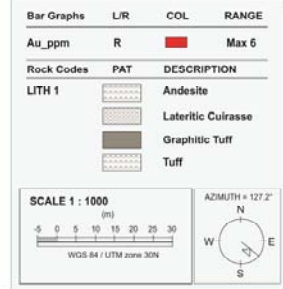 Bar Graphs L/R COL RANGE
Au_ppm R Max 6
Rock Codes PAT DESCRIPTION
LITH 1 Andesite
Lateritic Cuirasse
Graphitic Tuff
Tuff
SCALE 1 : 1000
(m)
-5 0 5 10 15 20 25 30
WGS 84 / UTM zone 30N
AZIMUTH = 127.2°
N
W E
S